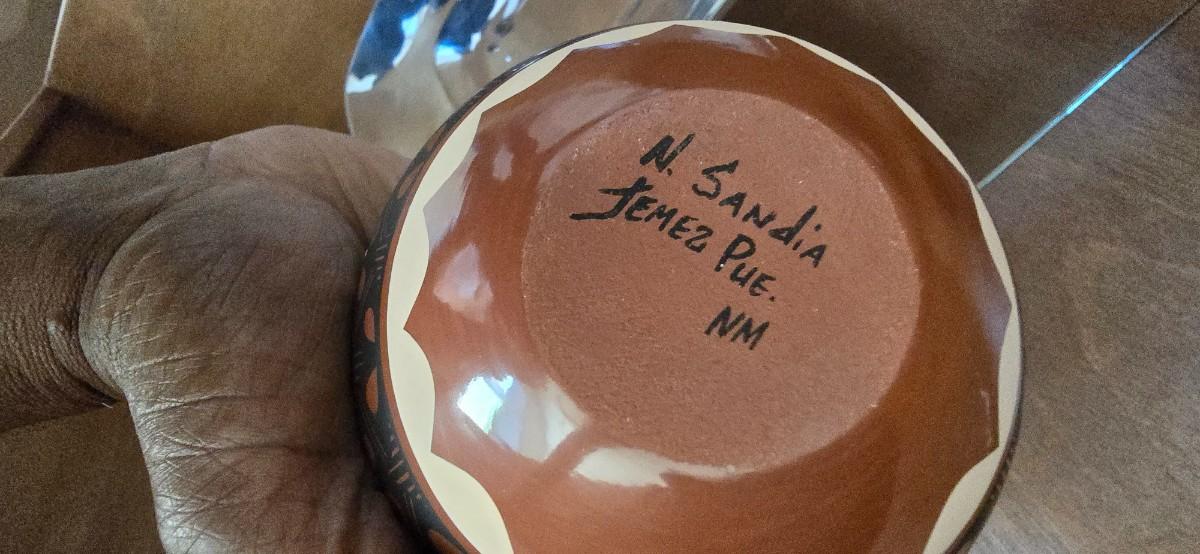 N. SANdiA
JEMEZ PUE.
NM